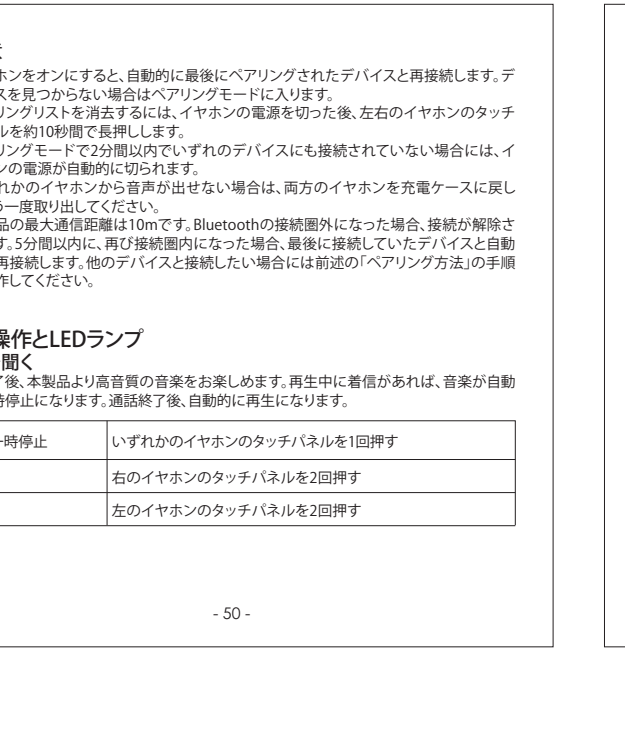 ホンをオンにすると、自動的に最後にペアリングされたデバイスと再接続します。デ
スを見つからない場合はペアリングモードに入ります。
リングリストを消去するには、イヤホンの電源を切った後、左右のイヤホンのタッチ
ルを約10秒間で長押しします。
リングモードで2分間以内でいずれのデバイスにも接続されていない場合には、イ
ンの電源が自動的に切られます。
れかのイヤホンから音声が出せない場合は、両方のイヤホンを充電ケースに戻し
う一度取り出してください。
品の最大通信距離は10mです。Bluetoothの接続圏外になった場合、接続が解除さ
す。5分間以内に、再び接続圏内になった場合、最後に接続していたデバイスと自動
再接続します。他のデバイスと接続したい場合には前述の「ペアリング方法」の手順
作してください。
操作とLEDランプ
聞く
了後、本製品より高音質の音楽をお楽しめます。再生中に着信があれば、音楽が自動
時停止になります。通話終了後、自動的に再生になります。
一時停止 いずれかのイヤホンのタッチパネルを1回押す
右のイヤホンのタッチパネルを2回押す
左のイヤホンのタッチパネルを2回押す
- 50 -